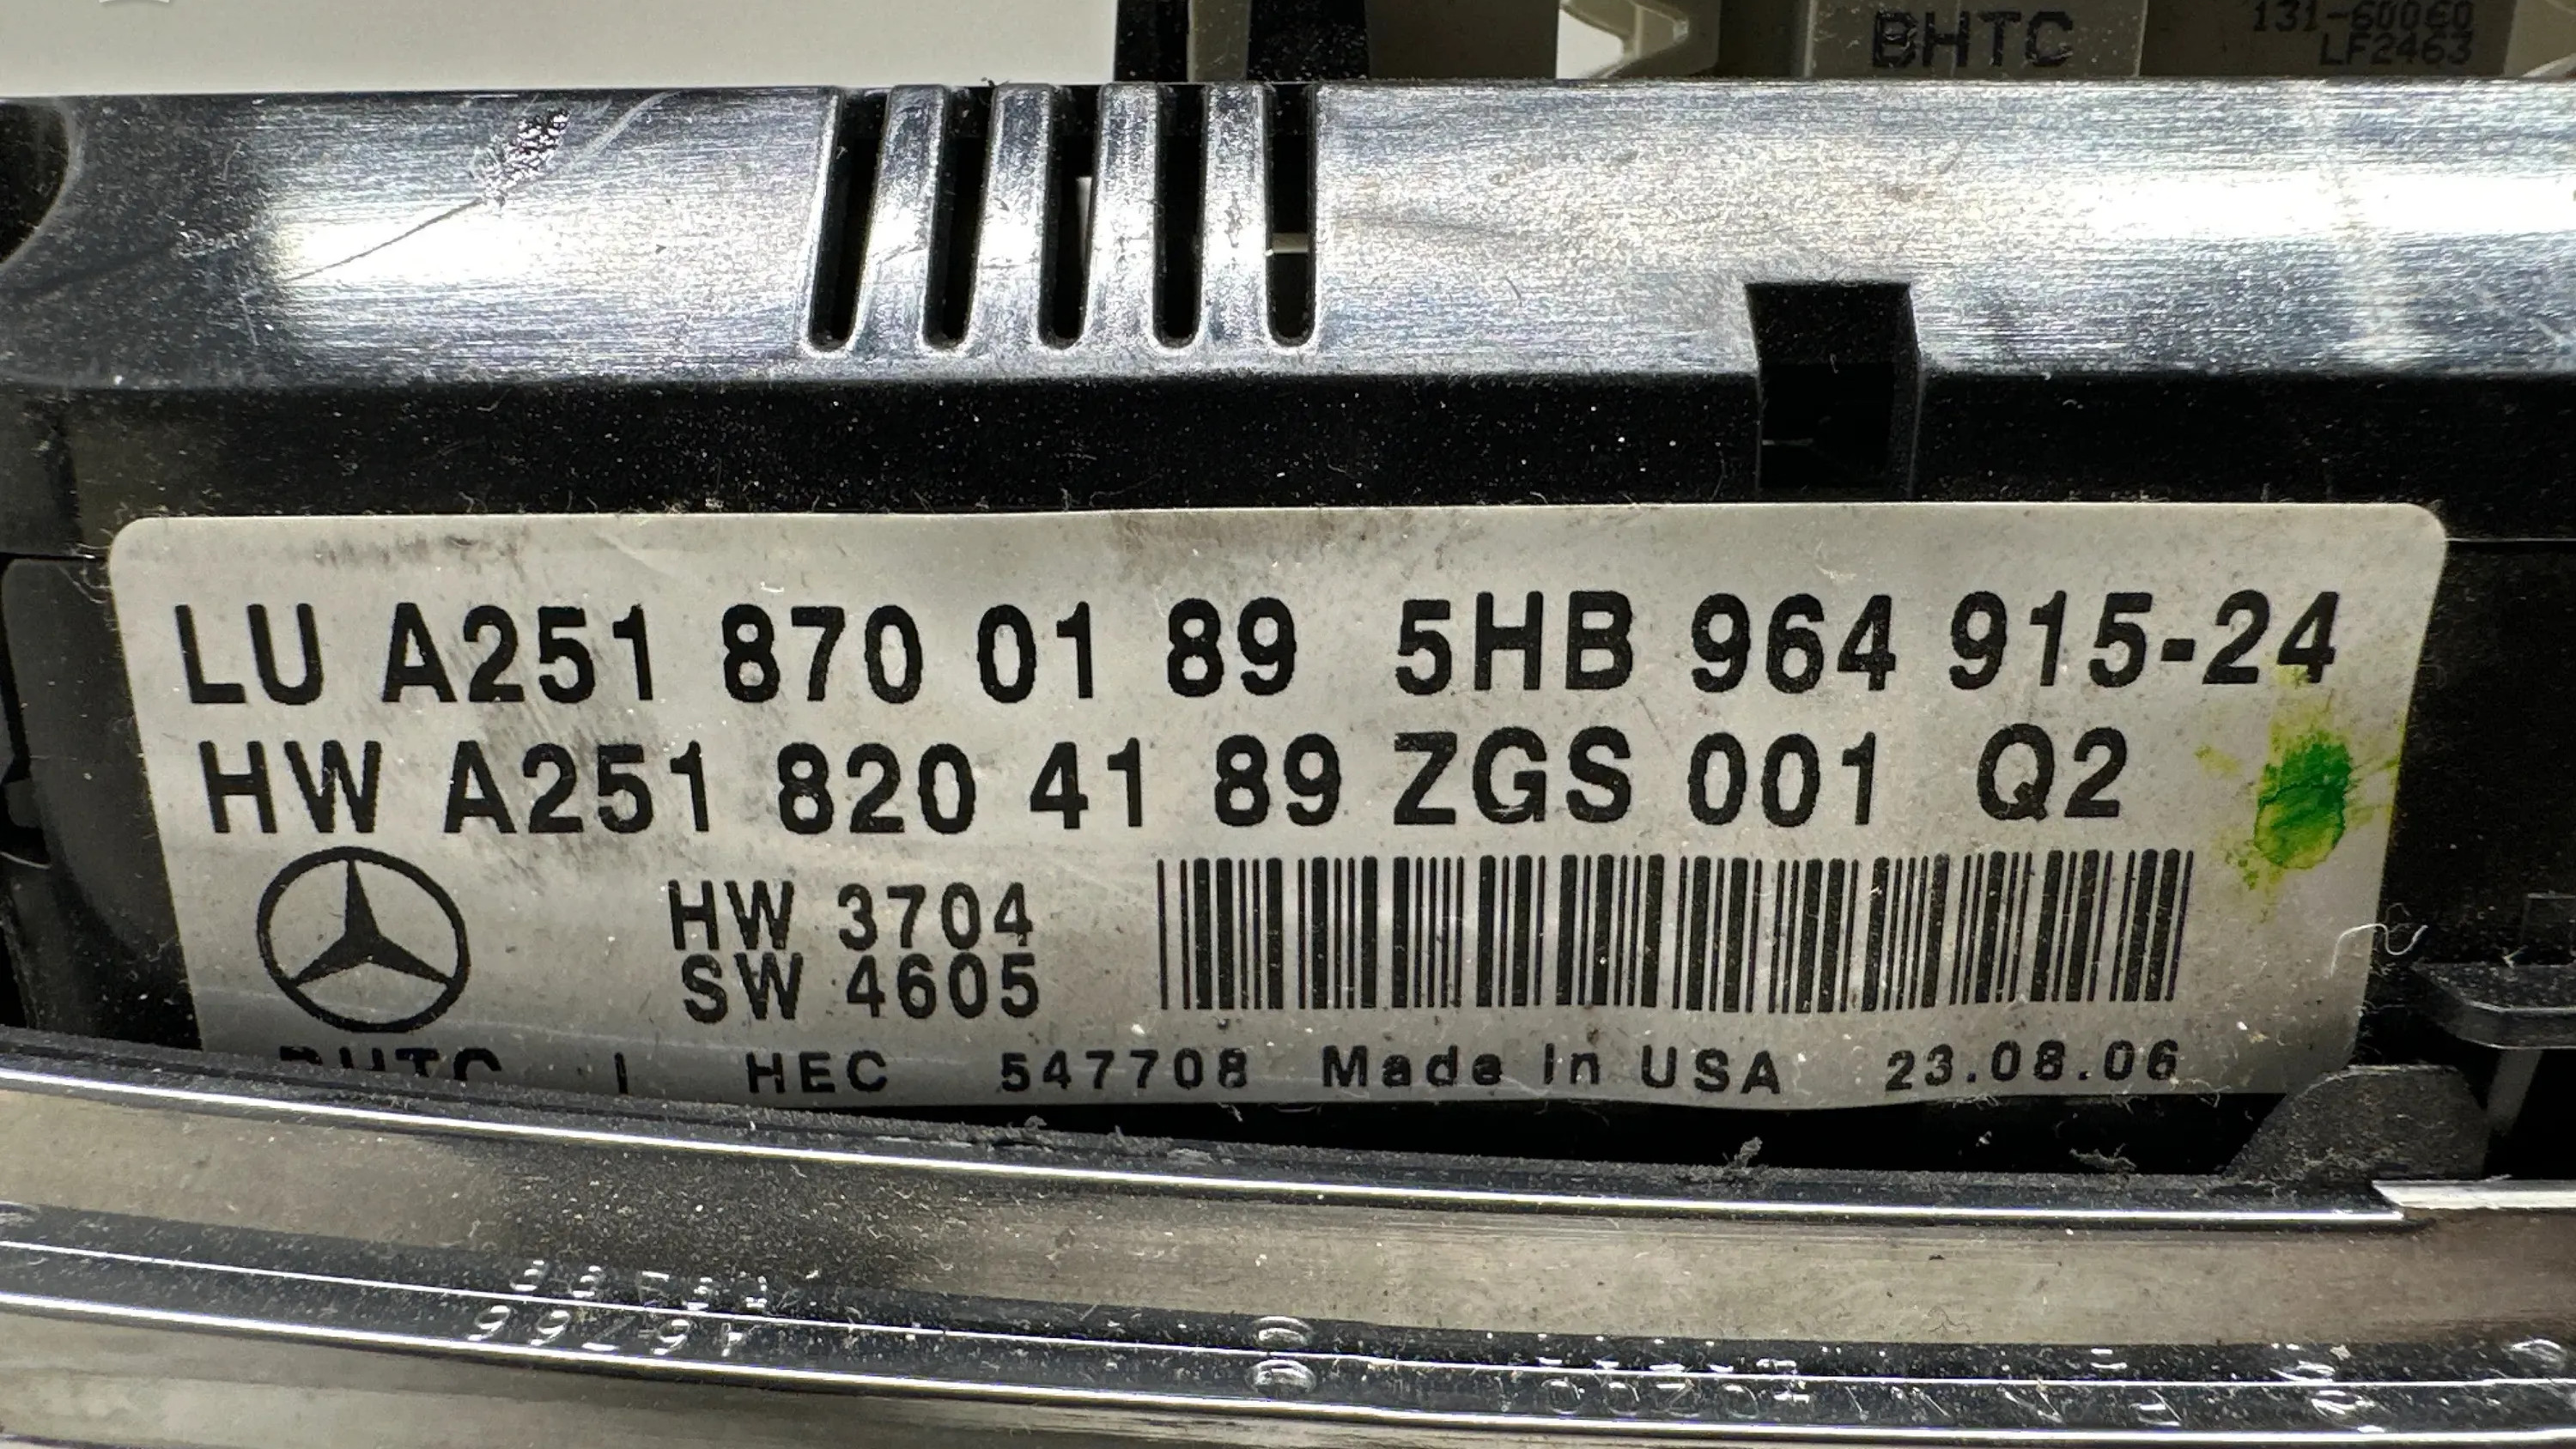 BHTC
131-60060
LF2463
LU A251 870 01 89 5HB 964 915-24
HW A251 820 41 89 ZGS 001 Q2
HW 3704
SW 4605
BHTC I HEC 547708 Made in USA 23.08.06